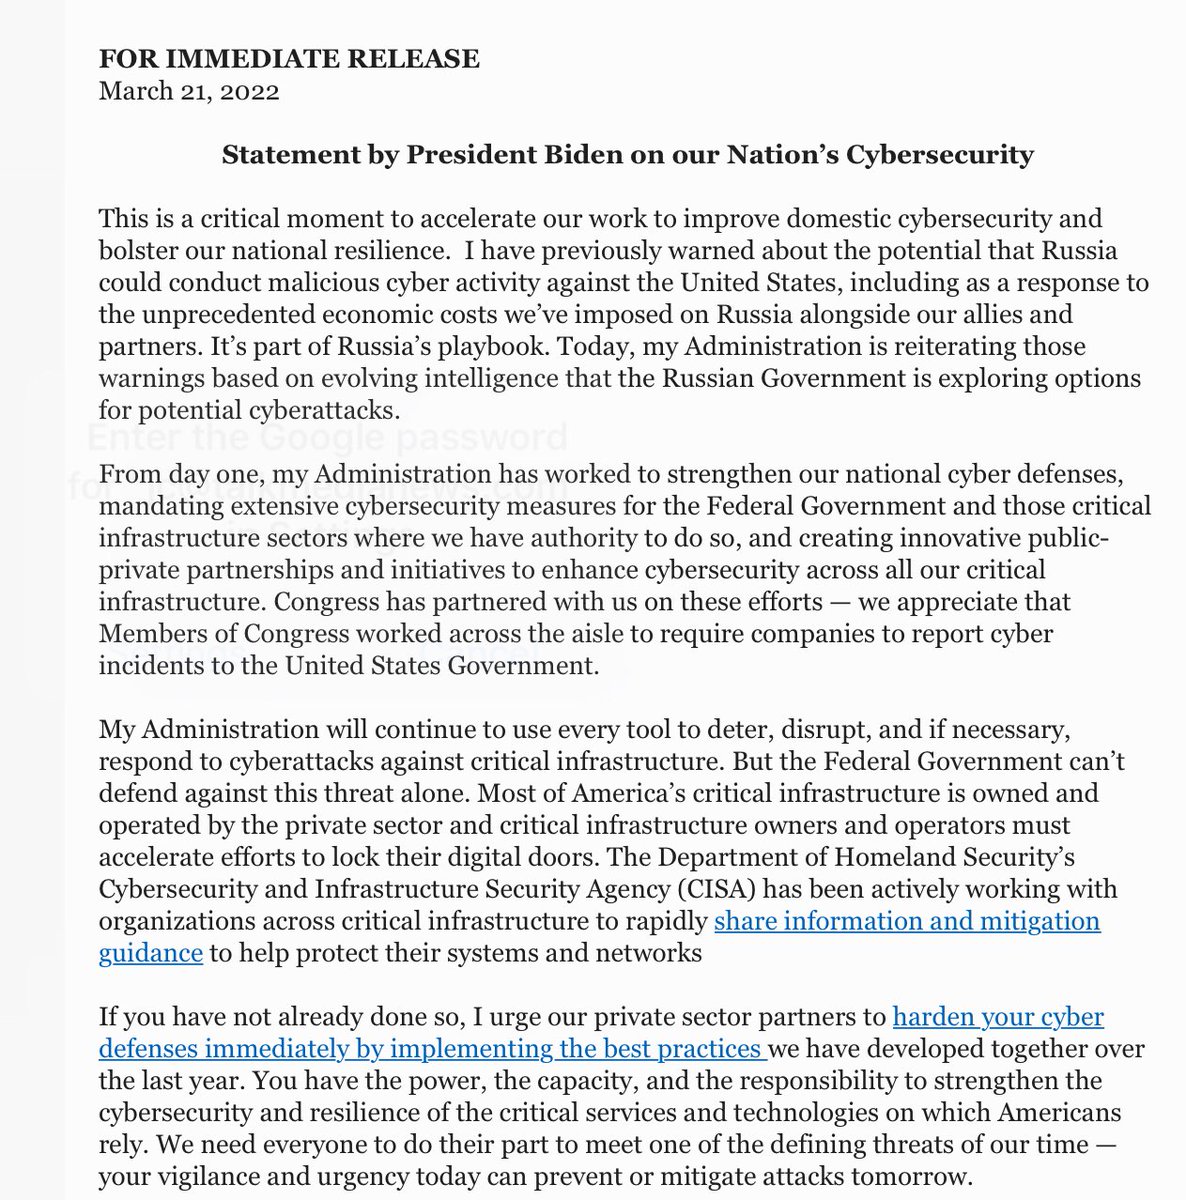 FOR IMMEDIATE RELEASE
March 21, 2022
Statement by President Biden on our Nation’s Cybersecurity
This is a critical moment to accelerate our work to improve domestic cybersecurity and
bolster our national resilience.  I have previously warned about the potential that Russia
could conduct malicious cyber activity against the United States, including as a response to
the unprecedented economic costs we’ve imposed on Russia alongside our allies and
partners. It’s part of Russia’s playbook. Today, my Administration is reiterating those
warnings based on evolving intelligence that the Russian Government is exploring options
for potential cyberattacks.
Enter the Google password
From day one, my Administration has worked to strengthen our national cyber defenses,
for
mandating extensive cybersecurity measures for the Federal Government and those critical
in Settings
infrastructure sectors where we have authority to do so, and creating innovative public-
private partnerships and initiatives to enhance cybersecurity across all our critical
infrastructure. Congress has partnered with us on these efforts — we appreciate that
Members of Congress worked across the aisle to require companies to report cyber
Settings Cancel
incidents to the United States Government.
My Administration will continue to use every tool to deter, disrupt, and if necessary,
respond to cyberattacks against critical infrastructure. But the Federal Government can’t
defend against this threat alone. Most of America’s critical infrastructure is owned and
operated by the private sector and critical infrastructure owners and operators must
accelerate efforts to lock their digital doors. The Department of Homeland Security’s
Cybersecurity and Infrastructure Security Agency (CISA) has been actively working with
organizations across critical infrastructure to rapidly share information and mitigation
guidance to help protect their systems and networks
If you have not already done so, I urge our private sector partners to harden your cyber
defenses immediately by implementing the best practices we have developed together over
the last year. You have the power, the capacity, and the responsibility to strengthen the
cybersecurity and resilience of the critical services and technologies on which Americans
rely. We need everyone to do their part to meet one of the defining threats of our time —
your vigilance and urgency today can prevent or mitigate attacks tomorrow.